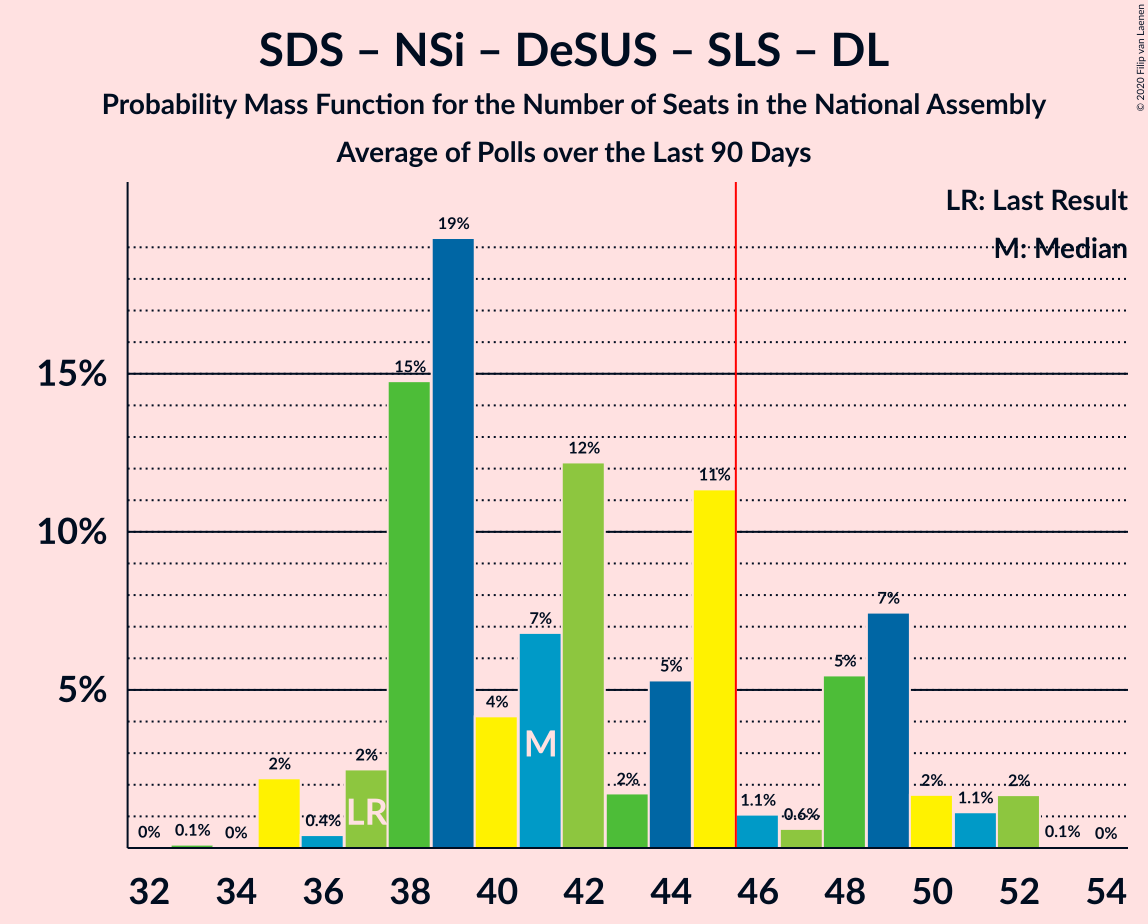 SDS – NSi – DeSUS – SLS – DL
Probability Mass Function for the Number of Seats in the National Assembly
Average of Polls over the Last 90 Days
© 2020 Filip van Laenen
LR: Last Result
M: Median
15%
10%
5%
0%
0.1%
0%
2%
0.4%
2%
15%
19%
4%
7%
12%
2%
5%
11%
1.1%
0.6%
5%
7%
2%
1.1%
2%
0.1%
0%
LR
M
32 34 36 38 40 42 44 46 48 50 52 54